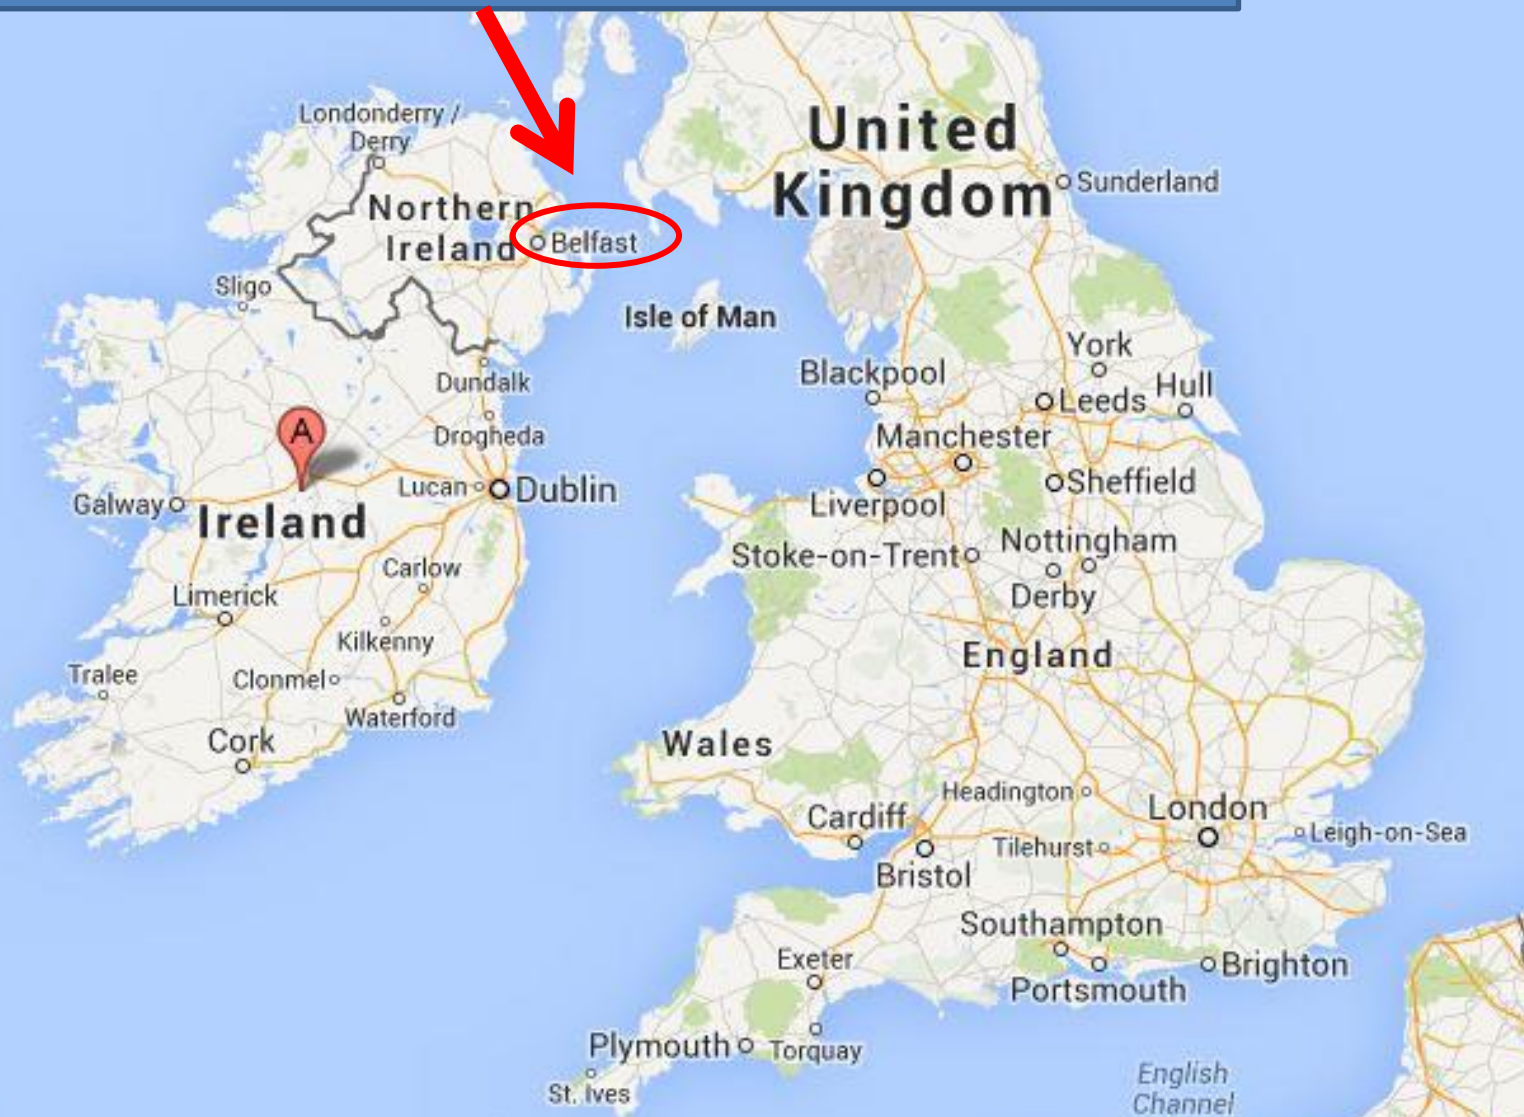 Londonderry /
Derry
United
Kingdom
Sunderland
Northern
Ireland
Belfast
Sligo
Isle of Man
York
Blackpool
Dundalk
Leeds
Hull
A
Drogheda
Manchester
Lucan
Dublin
Sheffield
Galway
Liverpool
Ireland
Nottingham
Stoke-on-Trent
Carlow
Limerick
Derby
Kilkenny
England
Tralee
Clonmel
Waterford
Cork
Wales
Headington
London
Cardiff
Leigh-on-Sea
Tilehurst
Bristol
Southampton
Exeter
Brighton
Portsmouth
Plymouth
Torquay
English
Channel
St. Ives